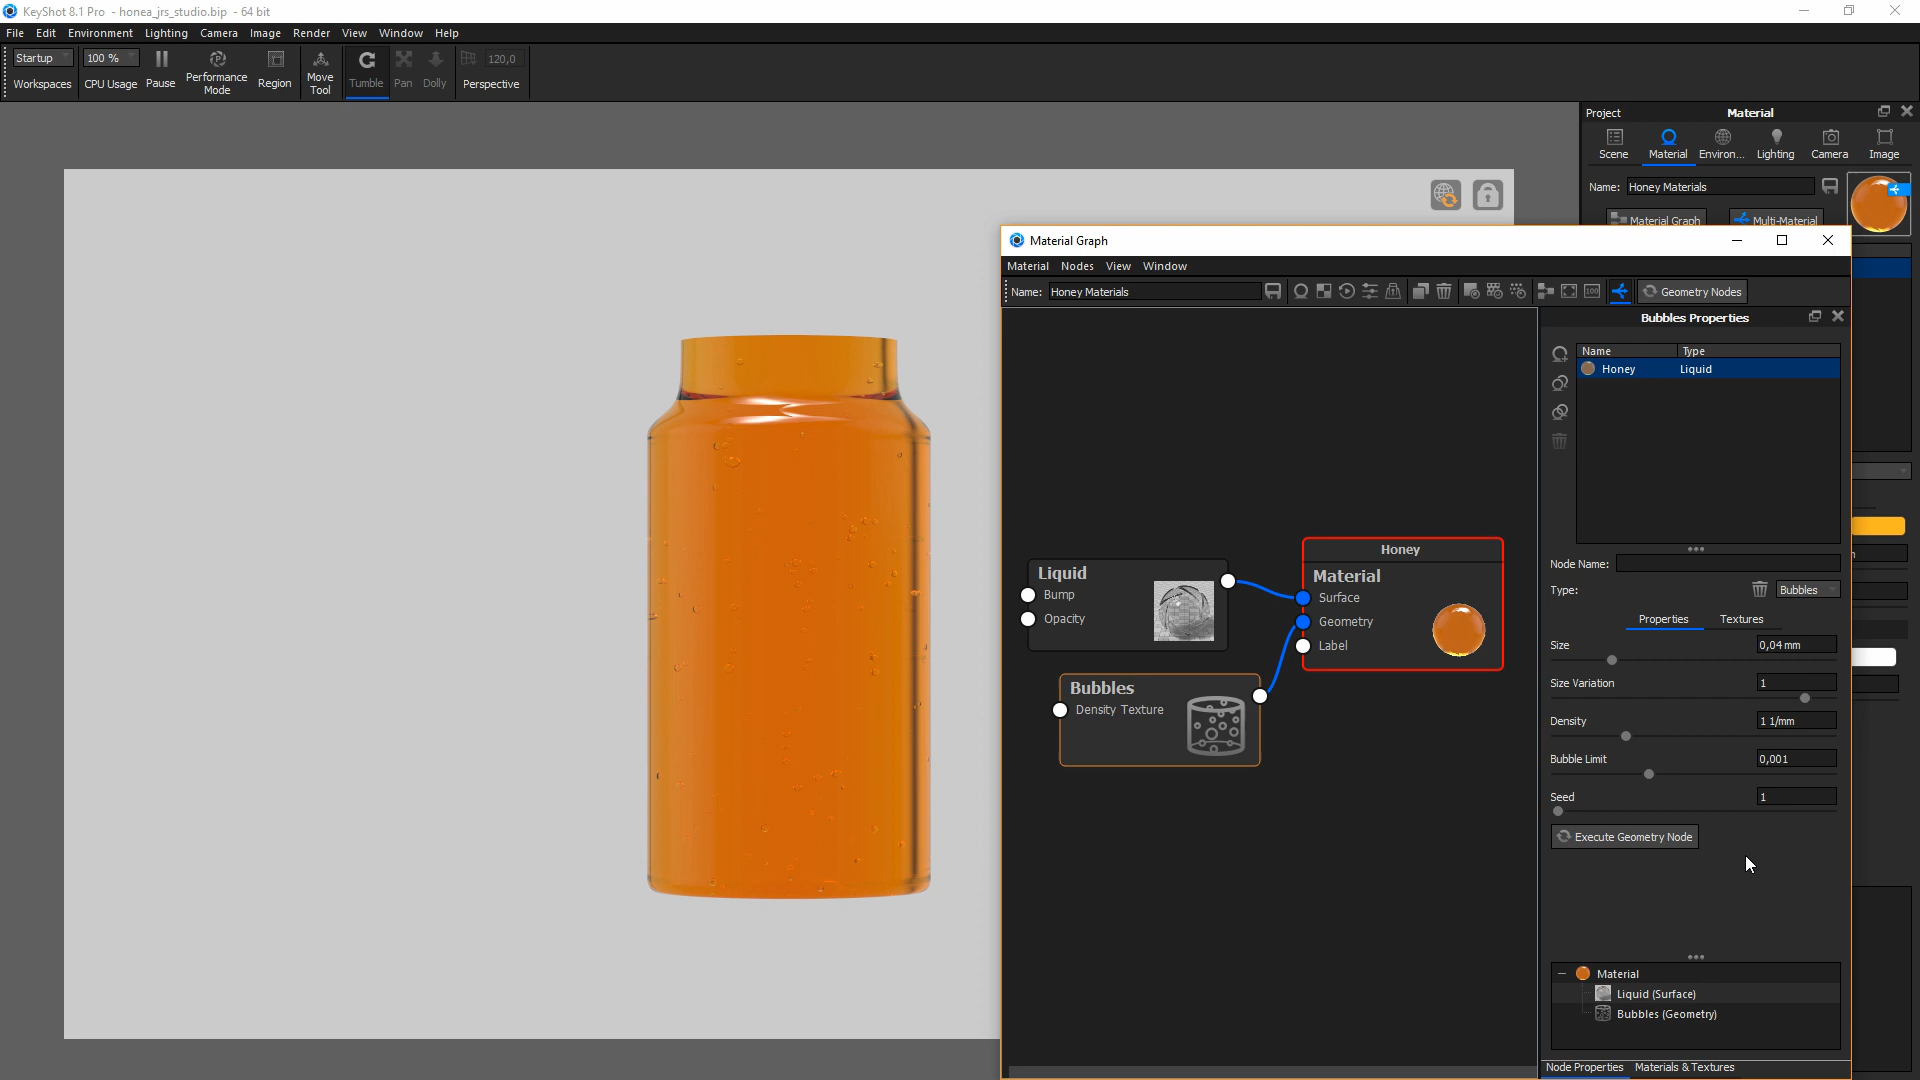 KeyShot 8.1 Pro - honea_jrs_studio.bip - 64 bit
File Edit Environment Lighting Camera Image Render View Window Help
Startup 100 % 120,0
Workspaces CPU Usage Pause Performance Mode Region Move Tool Tumble Pan Dolly Perspective
Project Material
Scene Material Environ... Lighting Camera Image
Name: Honey Materials
Material Graph Multi-Material
Material Graph
Material Nodes View Window
Name: Honey Materials 100 Geometry Nodes
Bubbles Properties
Name Type
Honey Liquid
Node Name:
Type: Bubbles
Properties Textures
Size 0,04 mm
Size Variation 1
Density 1 1/mm
Bubble Limit 0,001
Seed 1
Execute Geometry Node
Liquid
Bump
Opacity
Bubbles
Density Texture
Honey
Material
Surface
Geometry
Label
Material
Liquid (Surface)
Bubbles (Geometry)
Node Properties Materials & Textures